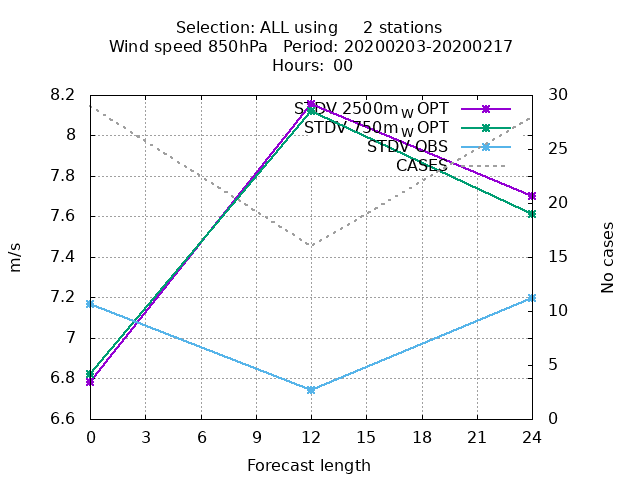 Selection: ALL using 2 stations
Wind speed 850hPa Period: 20200203-20200217
Hours: 00
8.2
8
7.8
7.6
7.4
7.2
7
6.8
6.6
m/s
STDV 2500m w OPT
STDV 750m w OPT
STDV OBS
CASES
30
25
20
15
10
5
0
No cases
0 3 6 9 12 15 18 21 24
Forecast length